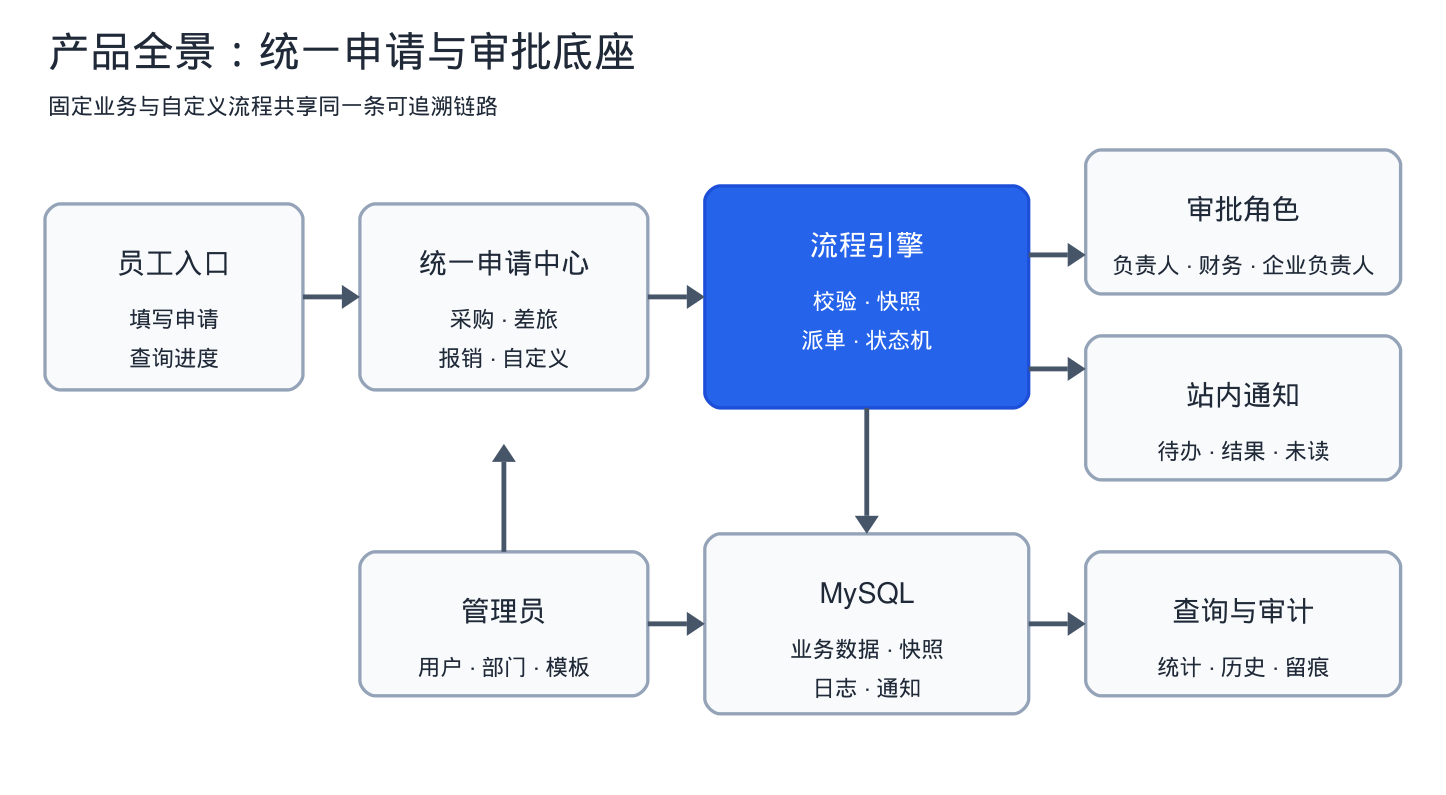 产品全景：统一申请与审批底座
固定业务与自定义流程共享同一条可追溯链路
员工入口
填写申请
查询进度
统一申请中心
采购 · 差旅
报销 · 自定义
流程引擎
校验 · 快照
派单 · 状态机
审批角色
负责人 · 财务 · 企业负责人
站内通知
待办 · 结果 · 未读
管理员
用户 · 部门 · 模板
MySQL
业务数据 · 快照
日志 · 通知
查询与审计
统计 · 历史 · 留痕